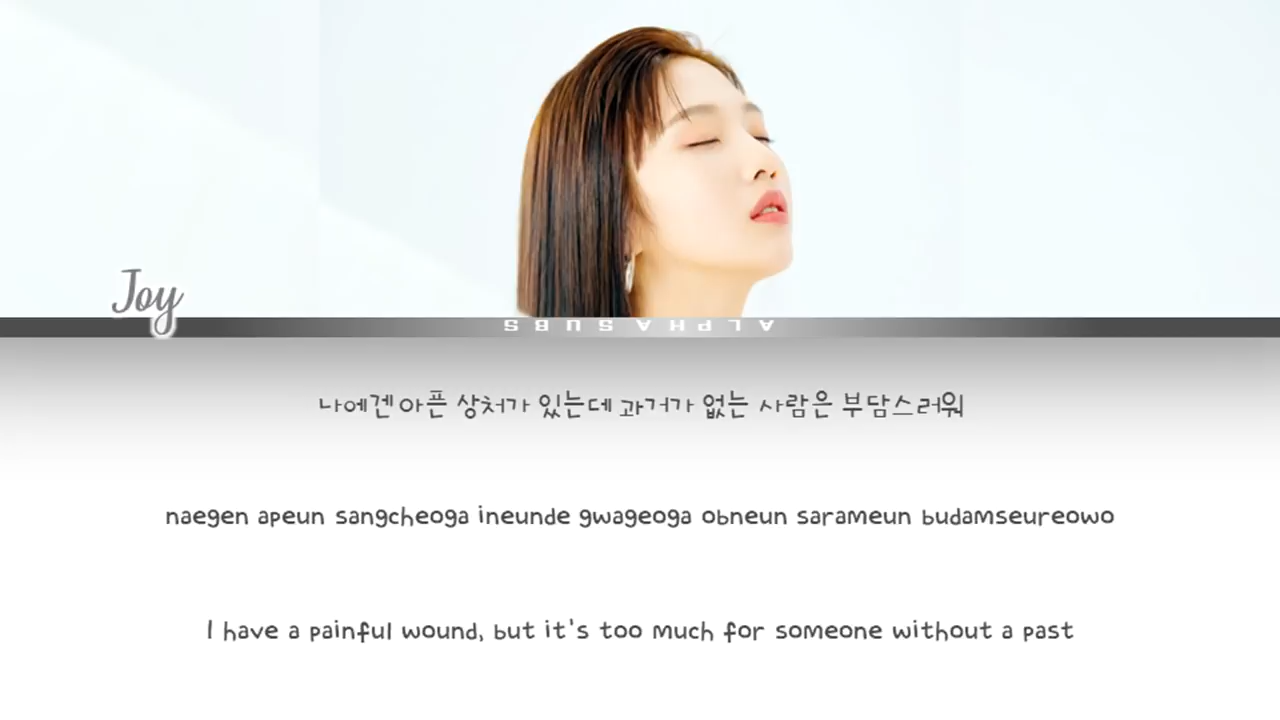 Joy
ALPHA SUBS
나에겐 아픈 상처가 있는데 과거가 없는 사람은 부담스러워
naegen apeun sangcheoga ineunde gwageoga obneun sarameun budamseureowo
I have a painful wound, but it's too much for someone without a past